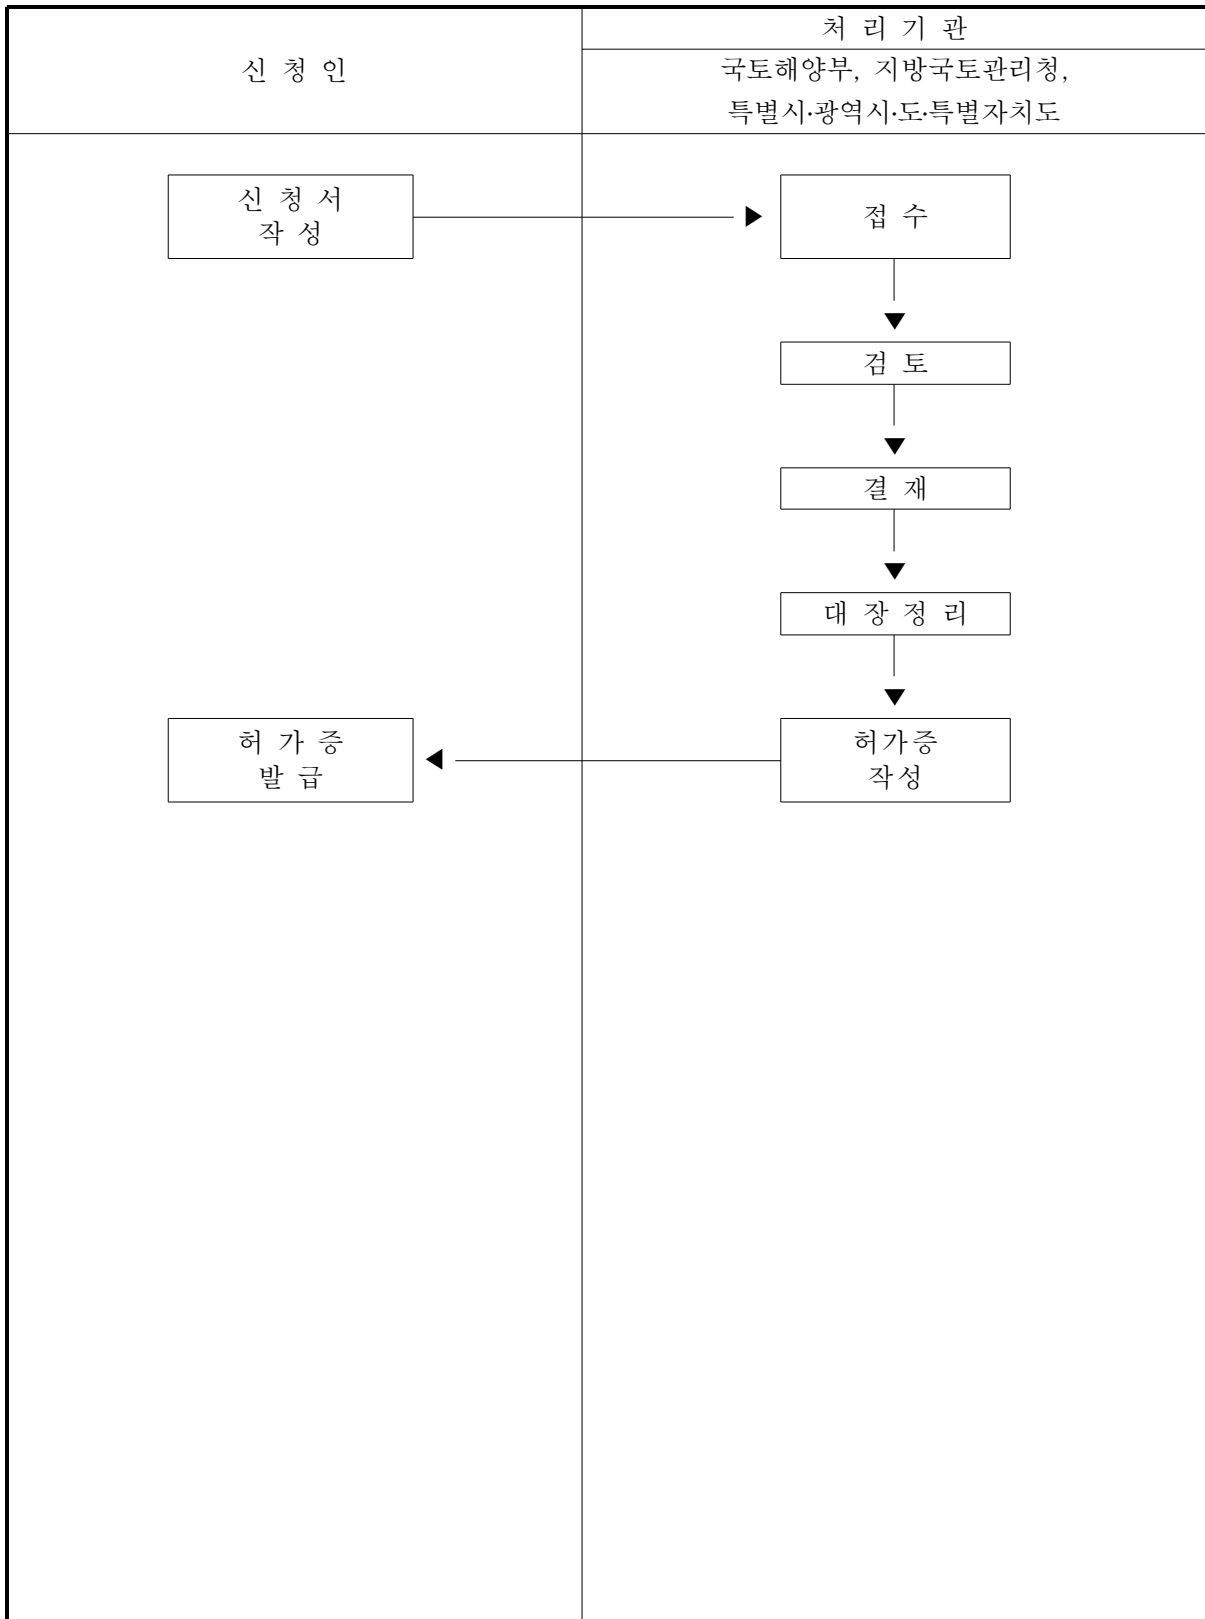 신 청 인
처 리 기 관
국토해양부, 지방국토관리청,
특별시·광역시·도·특별자치도
신 청 서
작 성
접 수
검 토
결 재
대 장 정 리
허 가 증
발 급
허가증
작성